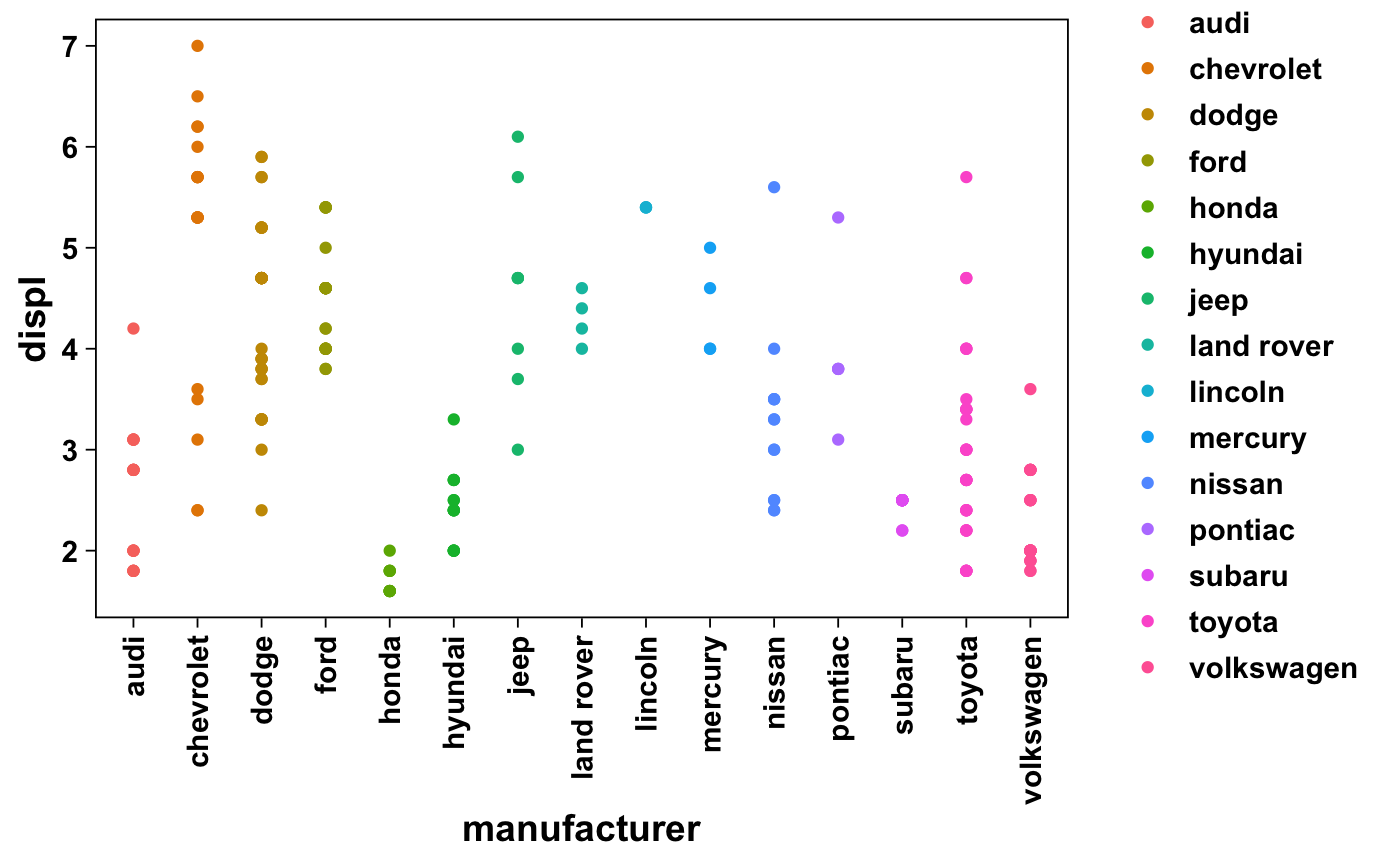 7
6
5
4
3
2
displ
audi
chevrolet
dodge
ford
honda
hyundai
jeep
land rover
lincoln
mercury
nissan
pontiac
subaru
toyota
volkswagen
manufacturer
audi
chevrolet
dodge
ford
honda
hyundai
jeep
land rover
lincoln
mercury
nissan
pontiac
subaru
toyota
volkswagen